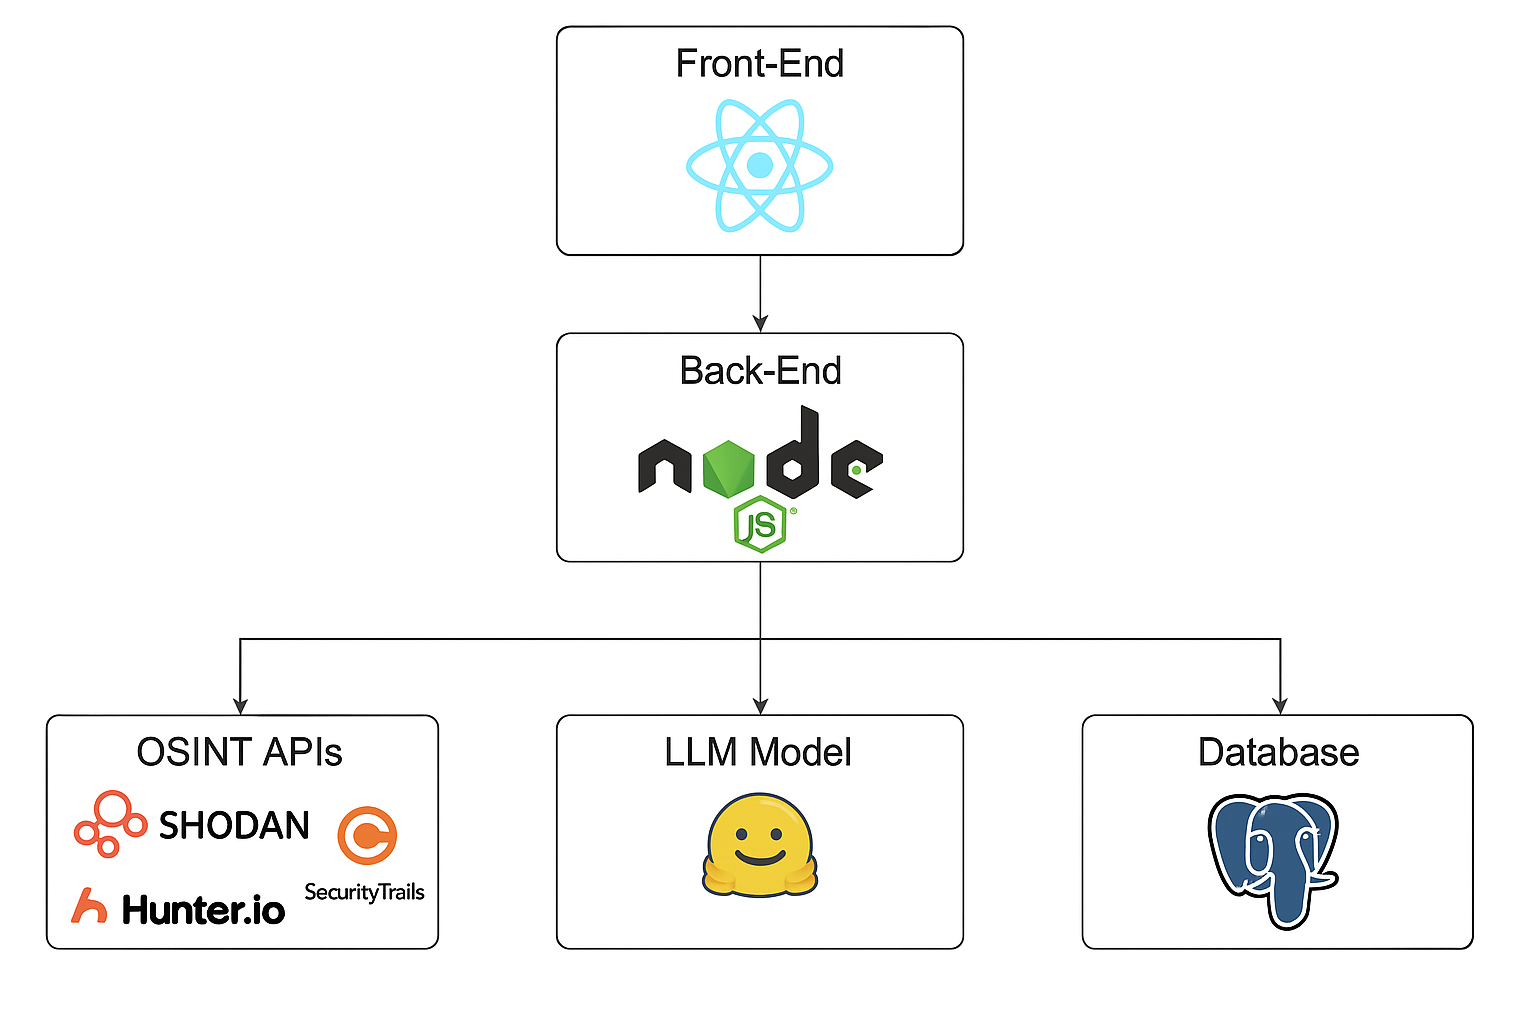 Front-End
Back-End
node
JS®
OSINT APIs
SHODAN
SecurityTrails
Hunter.io
LLM Model
Database